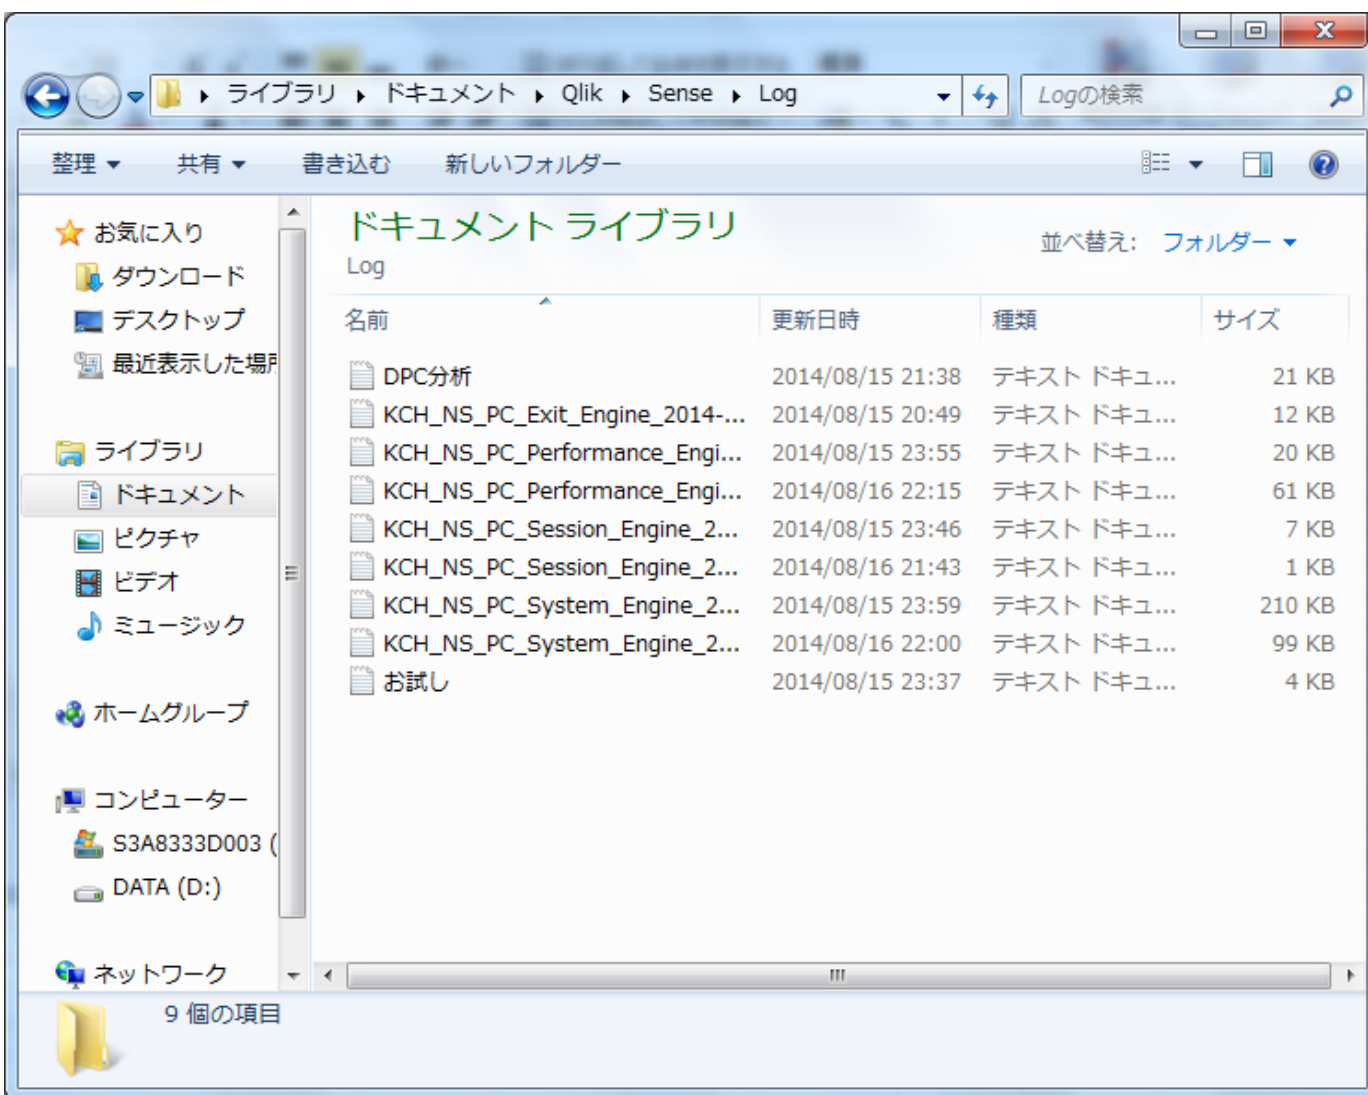 ライブラリ ドキュメント Qlik Sense Log Logの検索
整理 共有 書き込む 新しいフォルダー
お気に入り
ダウンロード
デスクトップ
最近表示した場所
ライブラリ
ドキュメント
ピクチャ
ビデオ
ミュージック
ホームグループ
コンピューター
S3A8333D003 (
DATA (D:)
ネットワーク
ドキュメント ライブラリ
Log
並べ替え: フォルダー
名前 更新日時 種類 サイズ
DPC分析 2014/08/15 21:38 テキスト ドキュ... 21 KB
KCH_NS_PC_Exit_Engine_2014-... 2014/08/15 20:49 テキスト ドキュ... 12 KB
KCH_NS_PC_Performance_Engi... 2014/08/15 23:55 テキスト ドキュ... 20 KB
KCH_NS_PC_Performance_Engi... 2014/08/16 22:15 テキスト ドキュ... 61 KB
KCH_NS_PC_Session_Engine_2... 2014/08/15 23:46 テキスト ドキュ... 7 KB
KCH_NS_PC_Session_Engine_2... 2014/08/16 21:43 テキスト ドキュ... 1 KB
KCH_NS_PC_System_Engine_2... 2014/08/15 23:59 テキスト ドキュ... 210 KB
KCH_NS_PC_System_Engine_2... 2014/08/16 22:00 テキスト ドキュ... 99 KB
お試し 2014/08/15 23:37 テキスト ドキュ... 4 KB
9 個の項目